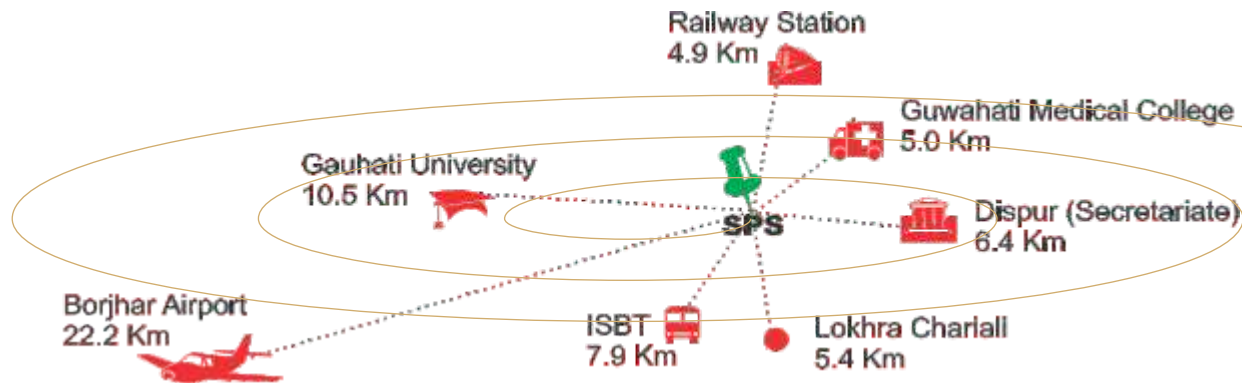 Railway Station
4.9 Km
Guwahati Medical College
5.0 Km
Gauhati University
10.5 Km
SPS
Dispur (Secretariate)
6.4 Km
Borjhar Airport
22.2 Km
ISBT
7.9 Km
Lokhra Chariali
5.4 Km